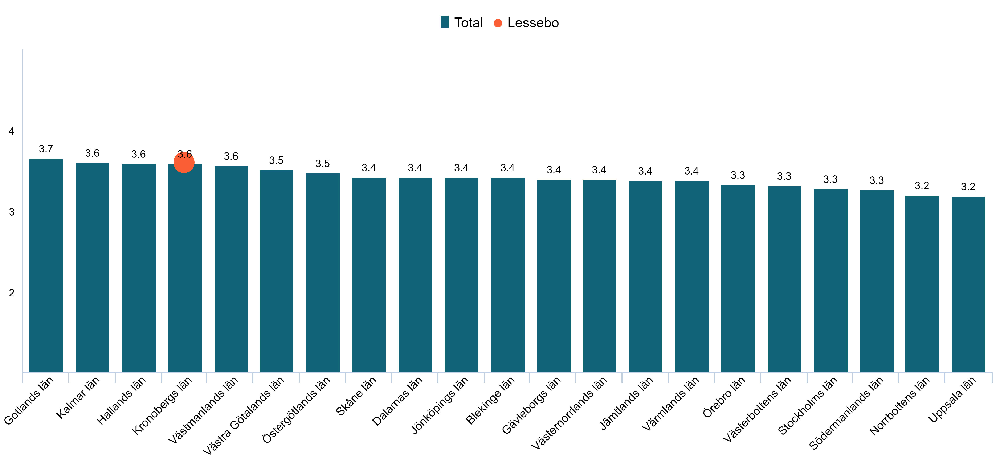 Total Lessebo
4
3
2
3.7 3.6 3.6 3.6 3.6 3.5 3.5 3.4 3.4 3.4 3.4 3.4 3.4 3.4 3.4 3.3 3.3 3.3 3.3 3.2 3.2
Gotlands län
Kalmar län
Hallands län
Kronobergs län
Västmanlands län
Västra Götalands län
Östergötlands län
Skåne län
Dalarnas län
Jönköpings län
Blekinge län
Gävleborgs län
Västernorrlands län
Jämtlands län
Värmlands län
Örebro län
Västerbottens län
Stockholms län
Södermanlands län
Norrbottens län
Uppsala län